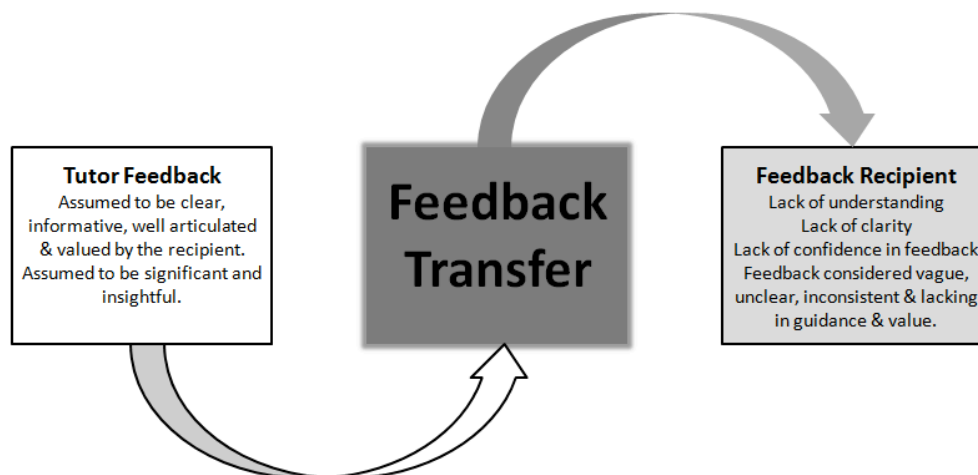 Tutor Feedback
Assumed to be clear,
informative, well articulated
& valued by the recipient.
Assumed to be significant and
insightful.
Feedback
Transfer
Feedback Recipient
Lack of understanding
Lack of clarity
Lack of confidence in feedback
Feedback considered vague,
unclear, inconsistent & lacking
in guidance & value.